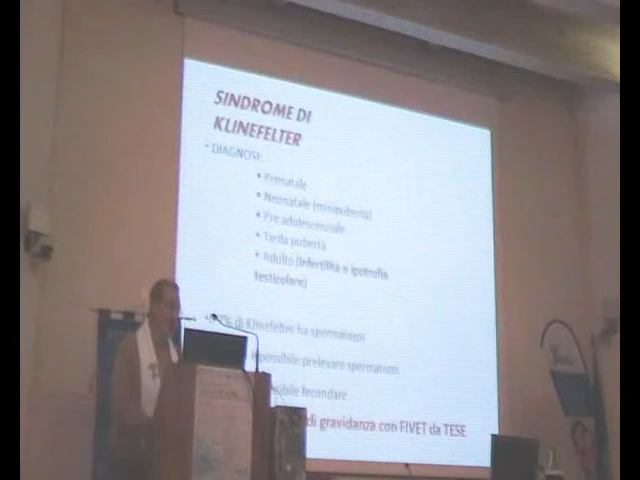 SINDROME DI
KLINEFELTER
• DIAGNOSI:
• Prenatale
• Neonatale (minipubertà)
• Pre adolescenziale
• Tarda pubertà
• Adulto (infertilità e ipotrofia
testicolare)
di Klinefelter ha spermatozoi
possibile prelevare spermatozoi
fecondare
di gravidanza con FIVET da TESE